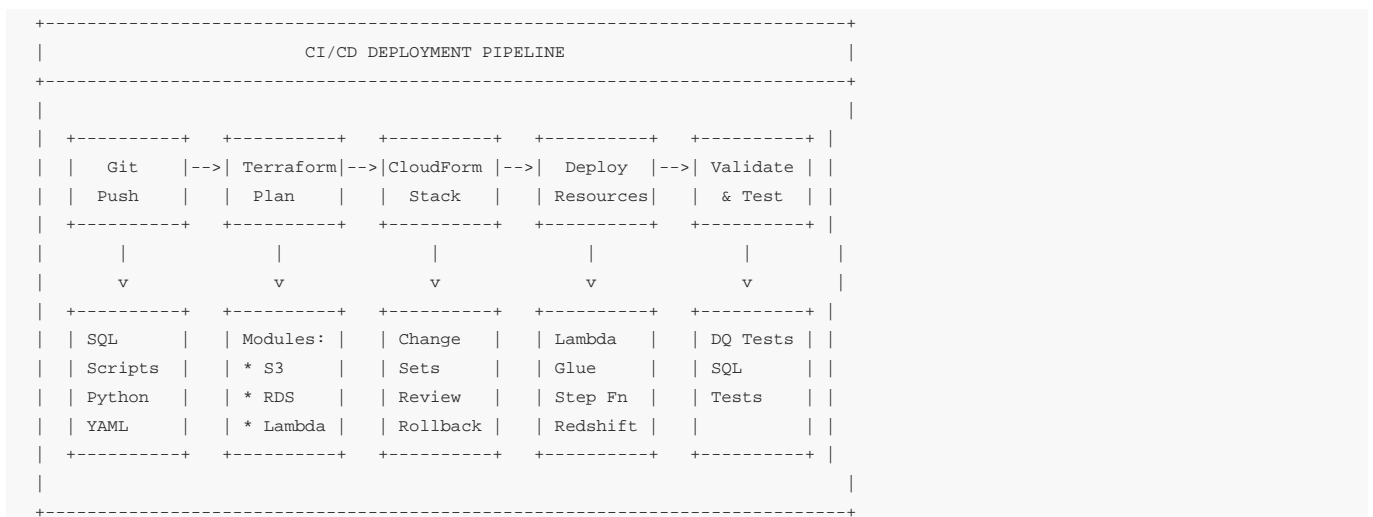 +-----------------------------------------------------------------------------+
|                         CI/CD DEPLOYMENT PIPELINE                           |
+-----------------------------------------------------------------------------+
|                                                                             |
|  +----------+   +----------+   +----------+   +----------+   +----------+ |
|  |   Git    |-->| Terraform|-->|CloudForm |-->|  Deploy  |-->| Validate | |
|  |  Push    |   |  Plan    |   |  Stack   |   | Resources|   |  & Test  | |
|  +----------+   +----------+   +----------+   +----------+   +----------+ |
|       |              |              |              |              |        |
|       v              v              v              v              v        |
|  +----------+   +----------+   +----------+   +----------+   +----------+ |
|  | SQL      |   | Modules: |   | Change   |   | Lambda   |   | DQ Tests | |
|  | Scripts  |   | * S3     |   | Sets     |   | Glue     |   | SQL      | |
|  | Python   |   | * RDS    |   | Review   |   | Step Fn  |   | Tests    | |
|  | YAML     |   | * Lambda |   | Rollback |   | Redshift |   |          | |
|  +----------+   +----------+   +----------+   +----------+   +----------+ |
|                                                                             |
+-----------------------------------------------------------------------------+